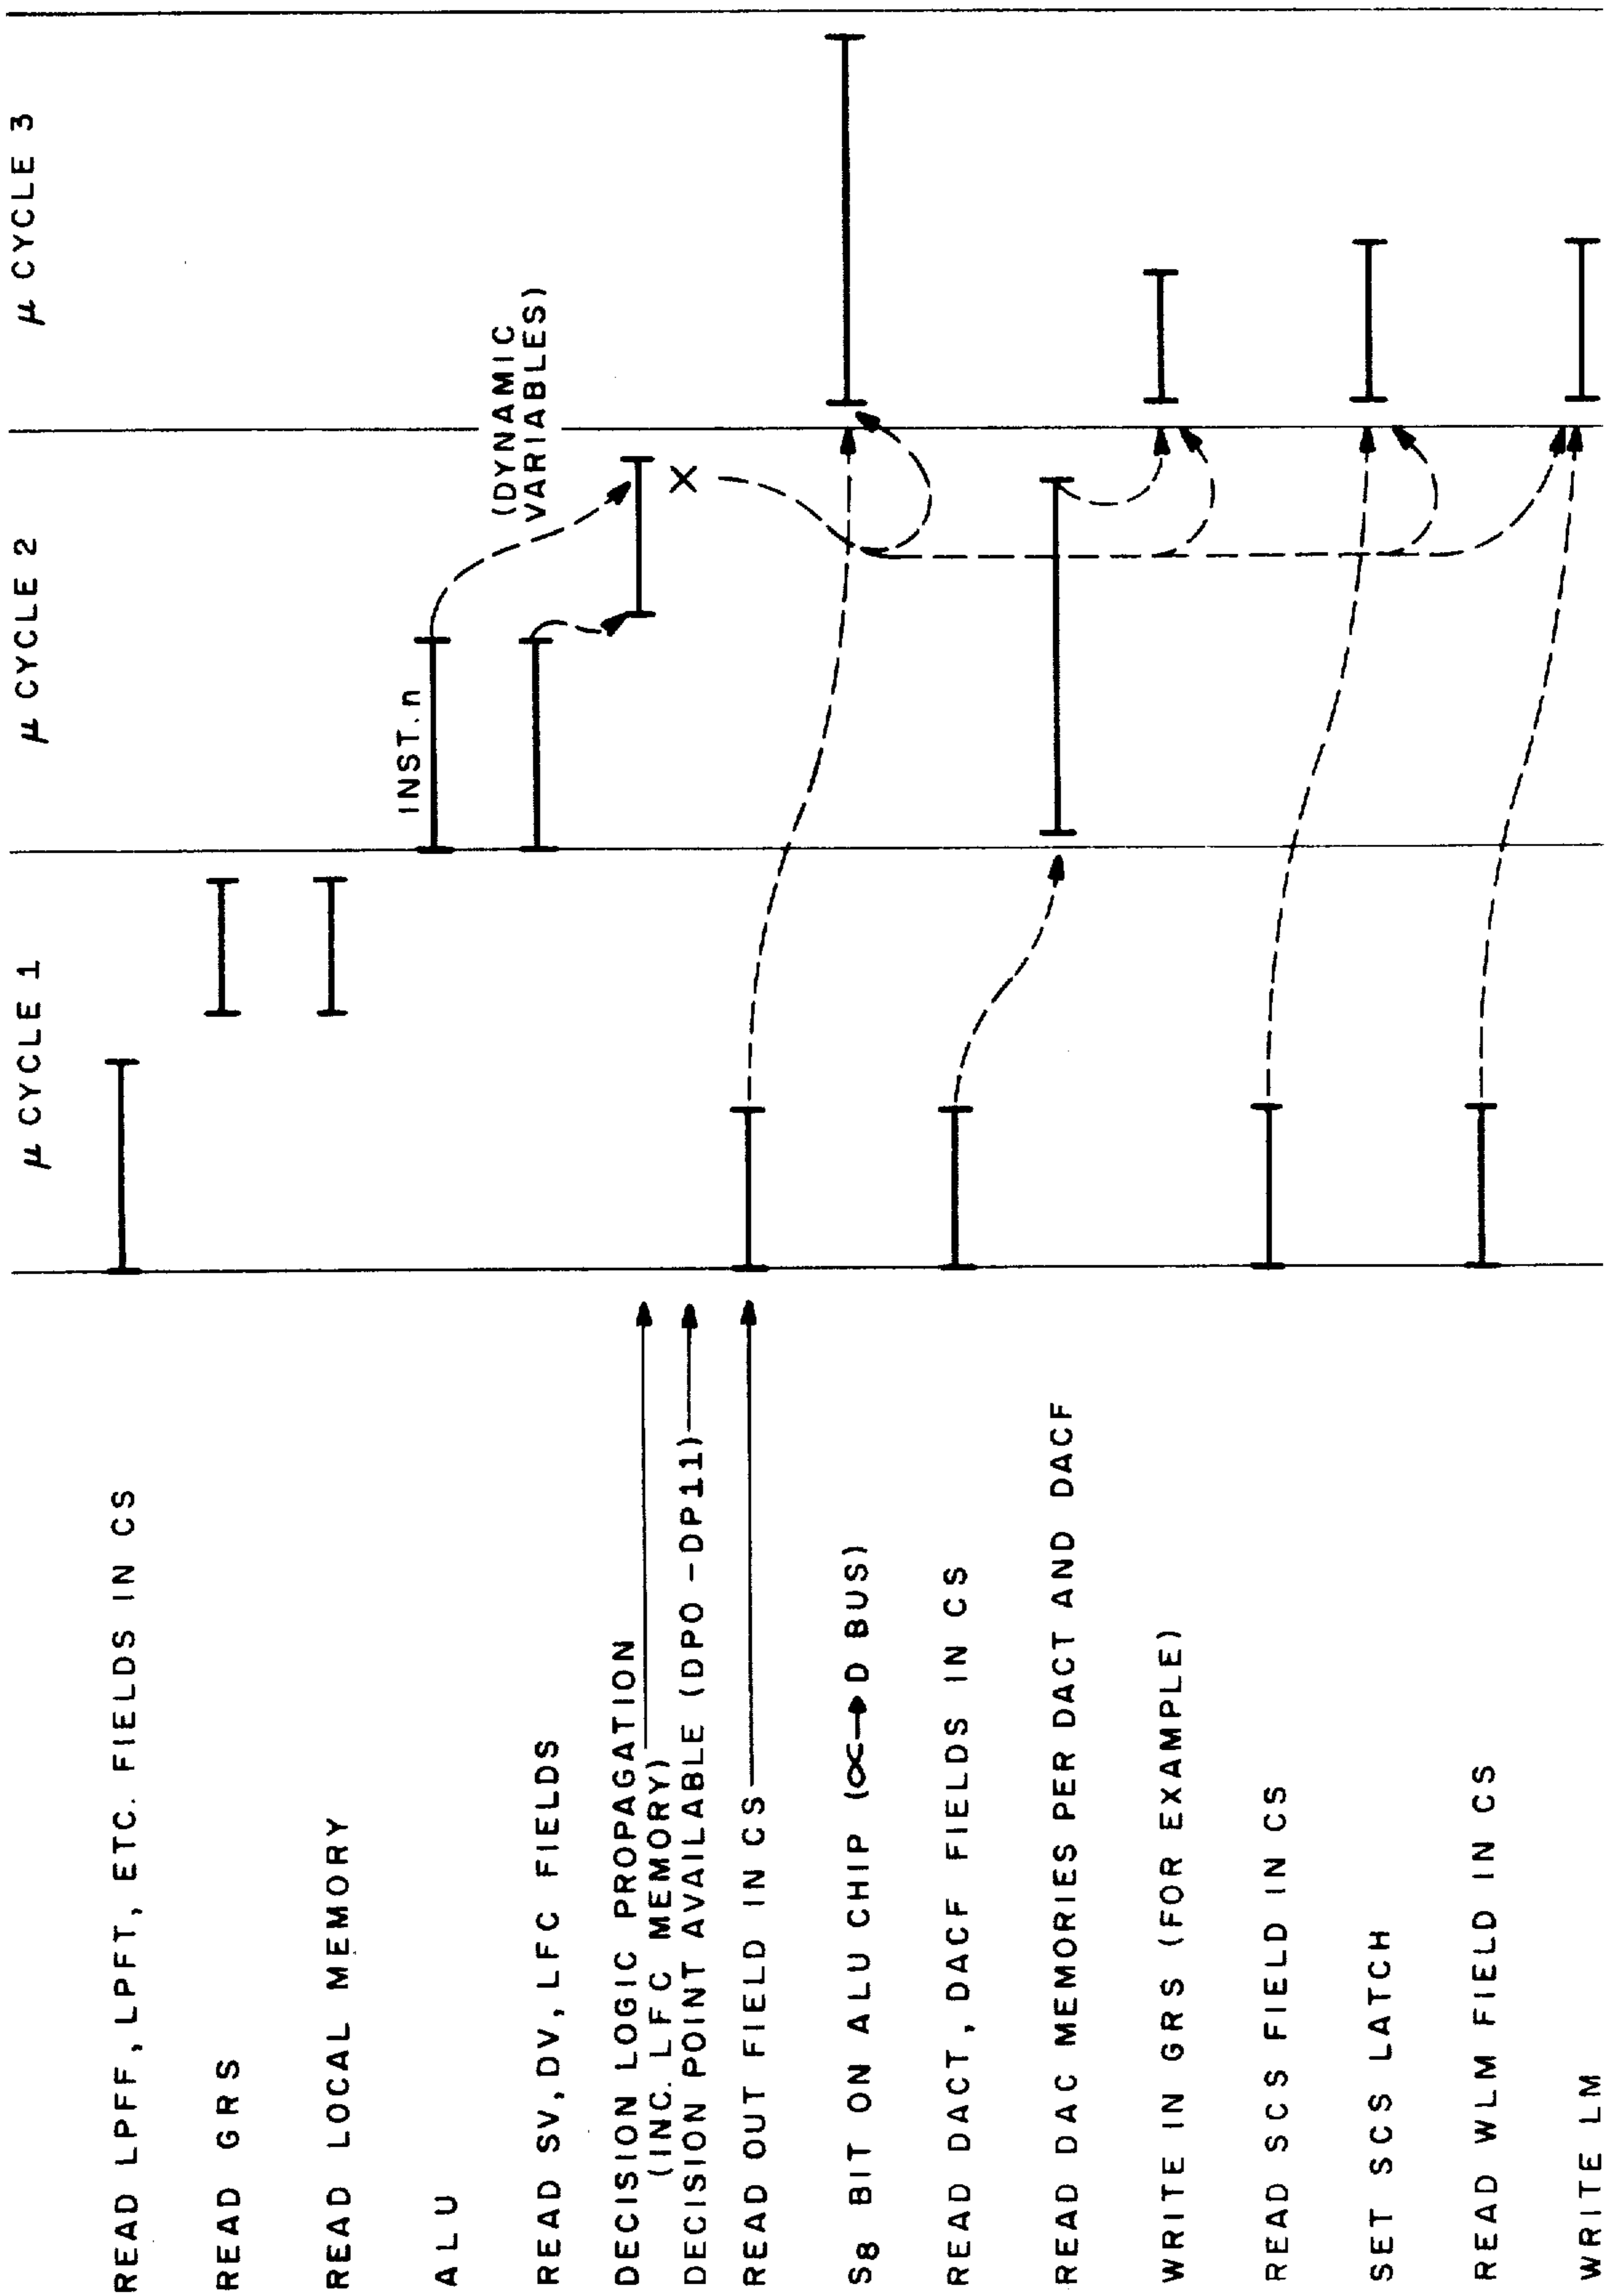 μ CYCLE 1
μ CYCLE 2
μ CYCLE 3
READ LPFF, LPFT, ETC. FIELDS IN CS
READ GRS
READ LOCAL MEMORY
ALU
INST. n
READ SV, DV, LFC FIELDS
(DYNAMIC
VARIABLES)
DECISION LOGIC PROPAGATION
(INC. LFC MEMORY)
DECISION POINT AVAILABLE (DPO - DP11)
X
READ OUT FIELD IN CS
S8 BIT ON ALU CHIP (∝→D BUS)
READ DACT, DACF FIELDS IN CS
READ DAC MEMORIES PER DACT AND DACF
WRITE IN GRS (FOR EXAMPLE)
READ SCS FIELD IN CS
SET SCS LATCH
READ WLM FIELD IN CS
WRITE LM